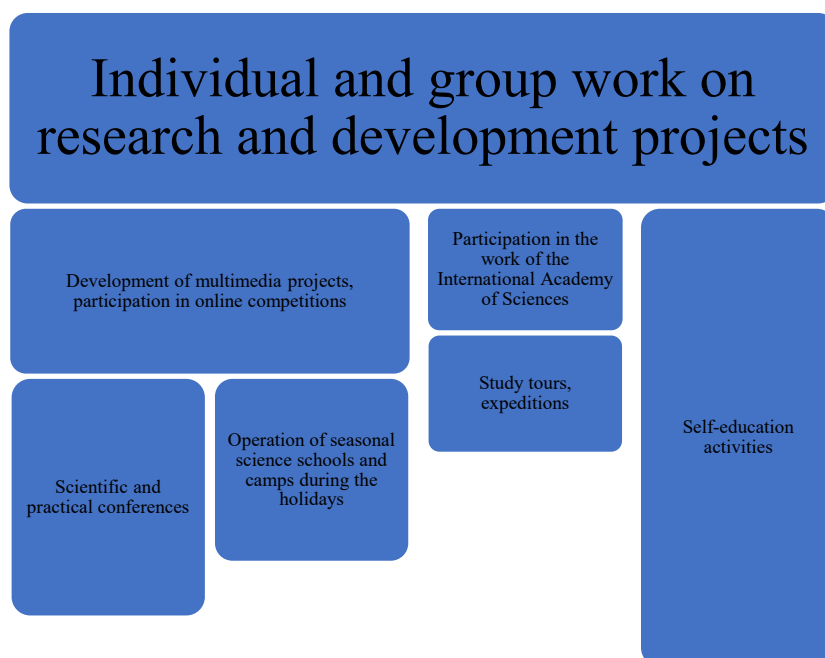 Individual and group work on
research and development projects
Development of multimedia projects,
participation in online competitions
Participation in the
work of the
International Academy
of Sciences
Study tours,
expeditions
Self-education
activities
Scientific and
practical conferences
Operation of seasonal
science schools and
camps during the
holidays